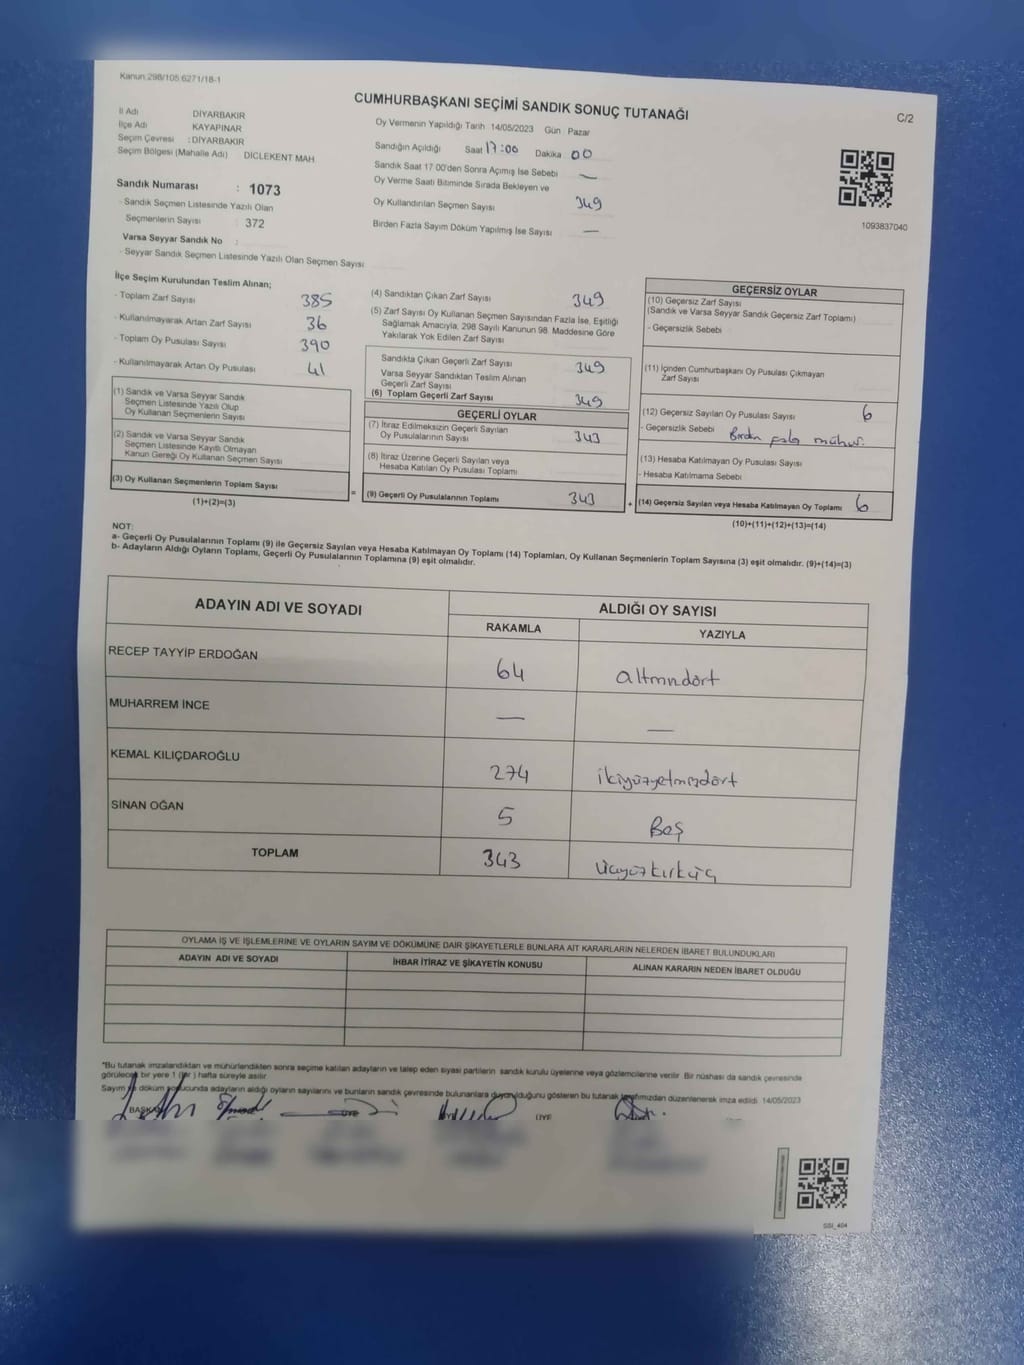 Kanun:298/105 6271/18-1
CUMHURBAŞKANI SEÇİMİ SANDIK SONUÇ TUTANAĞI
C/2
İl Adı DİYARBAKIR
İlçe Adı KAYAPINAR
Seçim Çevresi : DİYARBAKIR
Seçim Bölgesi (Mahalle Adı) DİCLEKENT MAH.
Sandık Numarası : 1073
- Sandık Seçmen Listesinde Yazılı Olan
Seçmenlerin Sayısı : 372
Varsa Seyyar Sandık No :
- Seyyar Sandık Seçmen Listesinde Yazılı Olan Seçmen Sayısı
Oy Vermenin Yapıldığı Tarih 14/05/2023 Gün Pazar
Sandığın Açıldığı Saat 17:00 Dakika 00
Sandık Saat 17 00'den Sonra Açımış İse Sebebi —
Oy Verme Saati Bitiminde Sırada Bekleyen ve
Oy Kullandırılan Seçmen Sayısı 349
Birden Fazla Sayım Döküm Yapılmış İse Sayısı —
1093837040
İlçe Seçim Kurulundan Teslim Alınan;
- Toplam Zarf Sayısı 385
- Kullanılmayarak Artan Zarf Sayısı 36
- Toplam Oy Pusulası Sayısı 390
- Kullanılmayarak Artan Oy Pusulası 41
(1) Sandık ve Varsa Seyyar Sandık
Seçmen Listesinde Yazılı Olup
Oy Kullanan Seçmenlerin Sayısı
(2) Sandık ve Varsa Seyyar Sandık
Seçmen Listesinde Kayıtlı Olmayan
Kanun Gereği Oy Kullanan Seçmen Sayısı
(3) Oy Kullanan Seçmenlerin Toplam Sayısı
(1)+(2)=(3)
(4) Sandıktan Çıkan Zarf Sayısı 349
(5) Zarf Sayısı Oy Kullanan Seçmen Sayısından Fazla İse, Eşitliği
Sağlamak Amacıyla, 298 Sayılı Kanunun 98. Maddesine Göre
Yakılarak Yok Edilen Zarf Sayısı
Sandıkta Çıkan Geçerli Zarf Sayısı 349
Varsa Seyyar Sandıktan Teslim Alınan
Geçerli Zarf Sayısı
(6) Toplam Geçerli Zarf Sayısı 349
GEÇERLİ OYLAR
(7) İtiraz Edilmeksizin Geçerli Sayılan
Oy Pusulalarının Sayısı 343
(8) İtiraz Üzerine Geçerli Sayılan veya
Hesaba Katılan Oy Pusulası Toplamı
= (9) Geçerli Oy Pusulalarının Toplamı 343 +
GEÇERSİZ OYLAR
(10) Geçersiz Zarf Sayısı
(Sandık ve Varsa Seyyar Sandık Geçersiz Zarf Toplamı)
- Geçersizlik Sebebi
(11) İçinden Cumhurbaşkanı Oy Pusulası Çıkmayan
Zarf Sayısı
(12) Geçersiz Sayılan Oy Pusulası Sayısı 6
- Geçersizlik Sebebi Birden fazla mühür.
(13) Hesaba Katılmayan Oy Pusulası Sayısı
- Hesaba Katılmama Sebebi
(14) Geçersiz Sayılan veya Hesaba Katılmayan Oy Toplamı 6
(10)+(11)+(12)+(13)=(14)
NOT:
a- Geçerli Oy Pusulalarının Toplamı (9) ile Geçersiz Sayılan veya Hesaba Katılmayan Oy Toplamı (14) Toplamları, Oy Kullanan Seçmenlerin Toplam Sayısına (3) eşit olmalıdır. (9)+(14)=(3)
b- Adayların Aldığı Oyların Toplamı, Geçerli Oy Pusulalarının Toplamına (9) eşit olmalıdır.
ADAYIN ADI VE SOYADI ALDIĞI OY SAYISI
RAKAMLA YAZIYLA
RECEP TAYYİP ERDOĞAN 64 altmındört
MUHARREM İNCE — —
KEMAL KILIÇDAROĞLU 274 ikiyüzyetmişdört
SİNAN OĞAN 5 Beş
TOPLAM 343 üçyüzkırküç
OYLAMA İŞ VE İŞLEMLERİNE VE OYLARIN SAYIM VE DÖKÜMÜNE DAİR ŞİKAYETLERLE BUNLARA AİT KARARLARIN NELERDEN İBARET BULUNDUKLARI
ADAYIN ADI VE SOYADI İHBAR İTİRAZ VE ŞİKAYETİN KONUSU ALINAN KARARIN NEDEN İBARET OLDUĞU
*Bu tutanak imzalandıktan ve mühürlendikten sonra seçime katılan adayların ve talep eden siyasi partilerin sandık kurulu üyelerine veya gözlemcilerine verilir. Bir nüshası da sandık çevresinde
görülecek bir yere 1 (bir ) hafta süreyle asılır.
Sayım ve döküm sonucunda adayların aldığı oyların sayılarını ve bunların sandık çevresinde bulunanlara duyurulduğunu gösteren bu tutanak tarafımızdan düzenlenerek imza edildi 14/05/2023
BAŞKAN ÜYE ÜYE
SSI_404